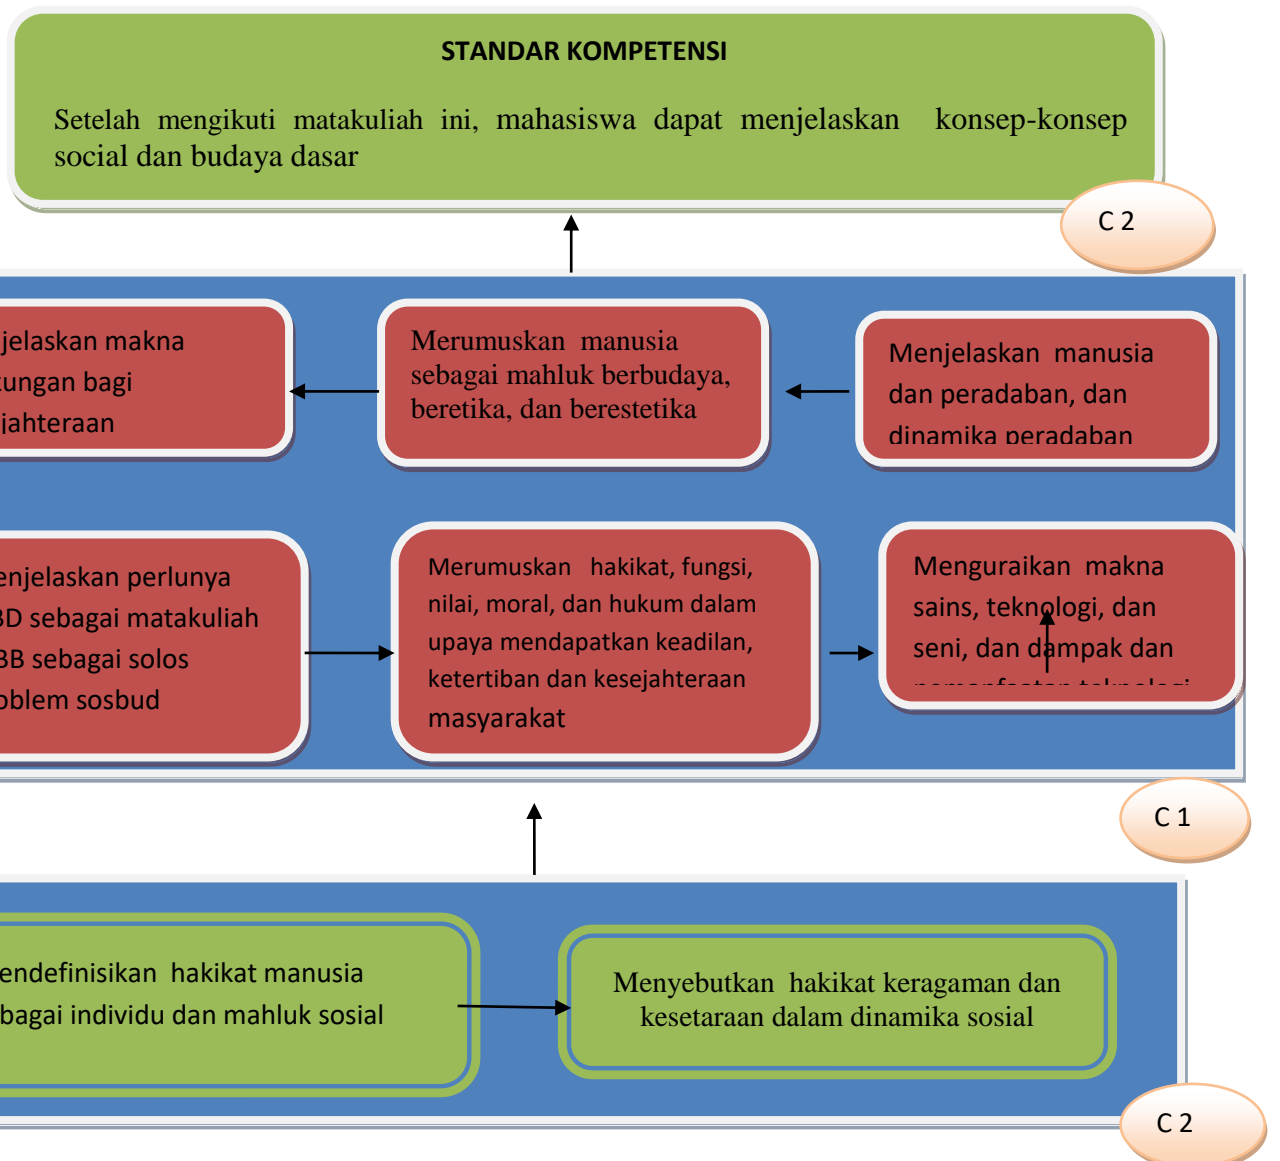 STANDAR KOMPETENSI
Setelah mengikuti matakuliah ini, mahasiswa dapat menjelaskan konsep-konsep
social dan budaya dasar
C 2
jelaskan makna
kungan bagi
jahteraan
Merumuskan manusia
sebagai mahluk berbudaya,
beretika, dan berestetika
Menjelaskan manusia
dan peradaban, dan
dinamika peradaban
enjelaskan perlunya
BD sebagai matakuliah
BB sebagai solos
oblem sosbud
Merumuskan hakikat, fungsi,
nilai, moral, dan hukum dalam
upaya mendapatkan keadilan,
ketertiban dan kesejahteraan
masyarakat
Menguraikan makna
sains, teknologi, dan
seni, dan dampak dan
pemanfaatan teknologi
C 1
endefinisikan hakikat manusia
bagai individu dan mahluk sosial
Menyebutkan hakikat keragaman dan
kesetaraan dalam dinamika sosial
C 2